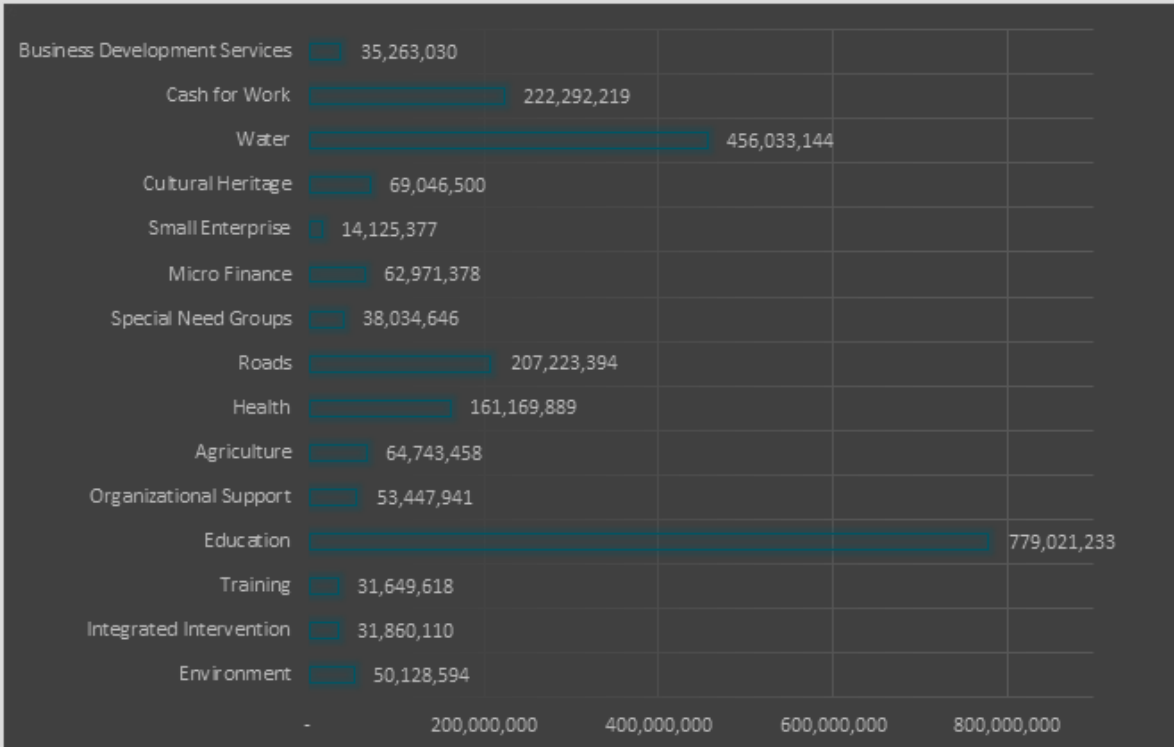 Business Development Services 35,263,030
Cash for Work 222,292,219
Water 456,033,144
Cultural Heritage 69,046,500
Small Enterprise 14,125,377
Micro Finance 62,971,378
Special Need Groups 38,034,646
Roads 207,223,394
Health 161,169,889
Agriculture 64,743,458
Organizational Support 53,447,941
Education 779,021,233
Training 31,649,618
Integrated Intervention 31,860,110
Environment 50,128,594
- 200,000,000 400,000,000 600,000,000 800,000,000